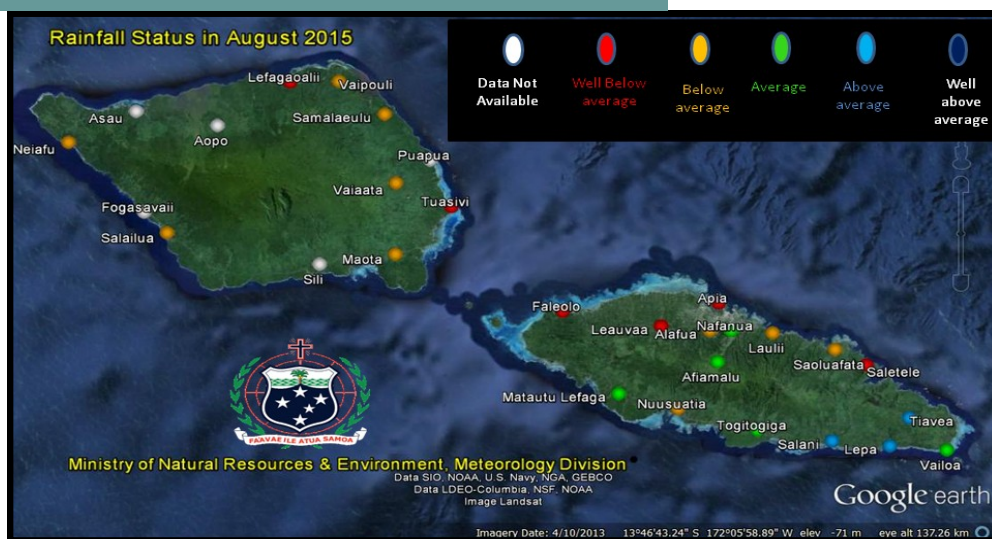 Rainfall Status in August 2015
Data Not Available
Well Below average
Below average
Average
Above average
Well above average
Lefagaoalii
Vaipouli
Asau
Samalaeulu
Aopo
Neiafu
Puapua
Vaiaata
Tuasivi
Fogasavaii
Salailua
Maota
Sili
Faleolo
Apia
Leauvaa
Alafua
Nafanua
Laulii
Saoluafata
Saletele
Afiamalu
Matautu Lefaga
Nuusuatia
Togitogiga
Tiavea
Salani
Lepa
Vailoa
FAAVAE ILE ATUA SAMOA
Ministry of Natural Resources & Environment, Meteorology Division
Data SIO, NOAA, U.S. Navy, NGA, GEBCO
Data LDEO-Columbia, NSF, NOAA
Image Landsat
Google earth
Imagery Date: 4/10/2013 13°46'43.24" S 172°05'58.89" W elev -71 m eye alt 137.26 km